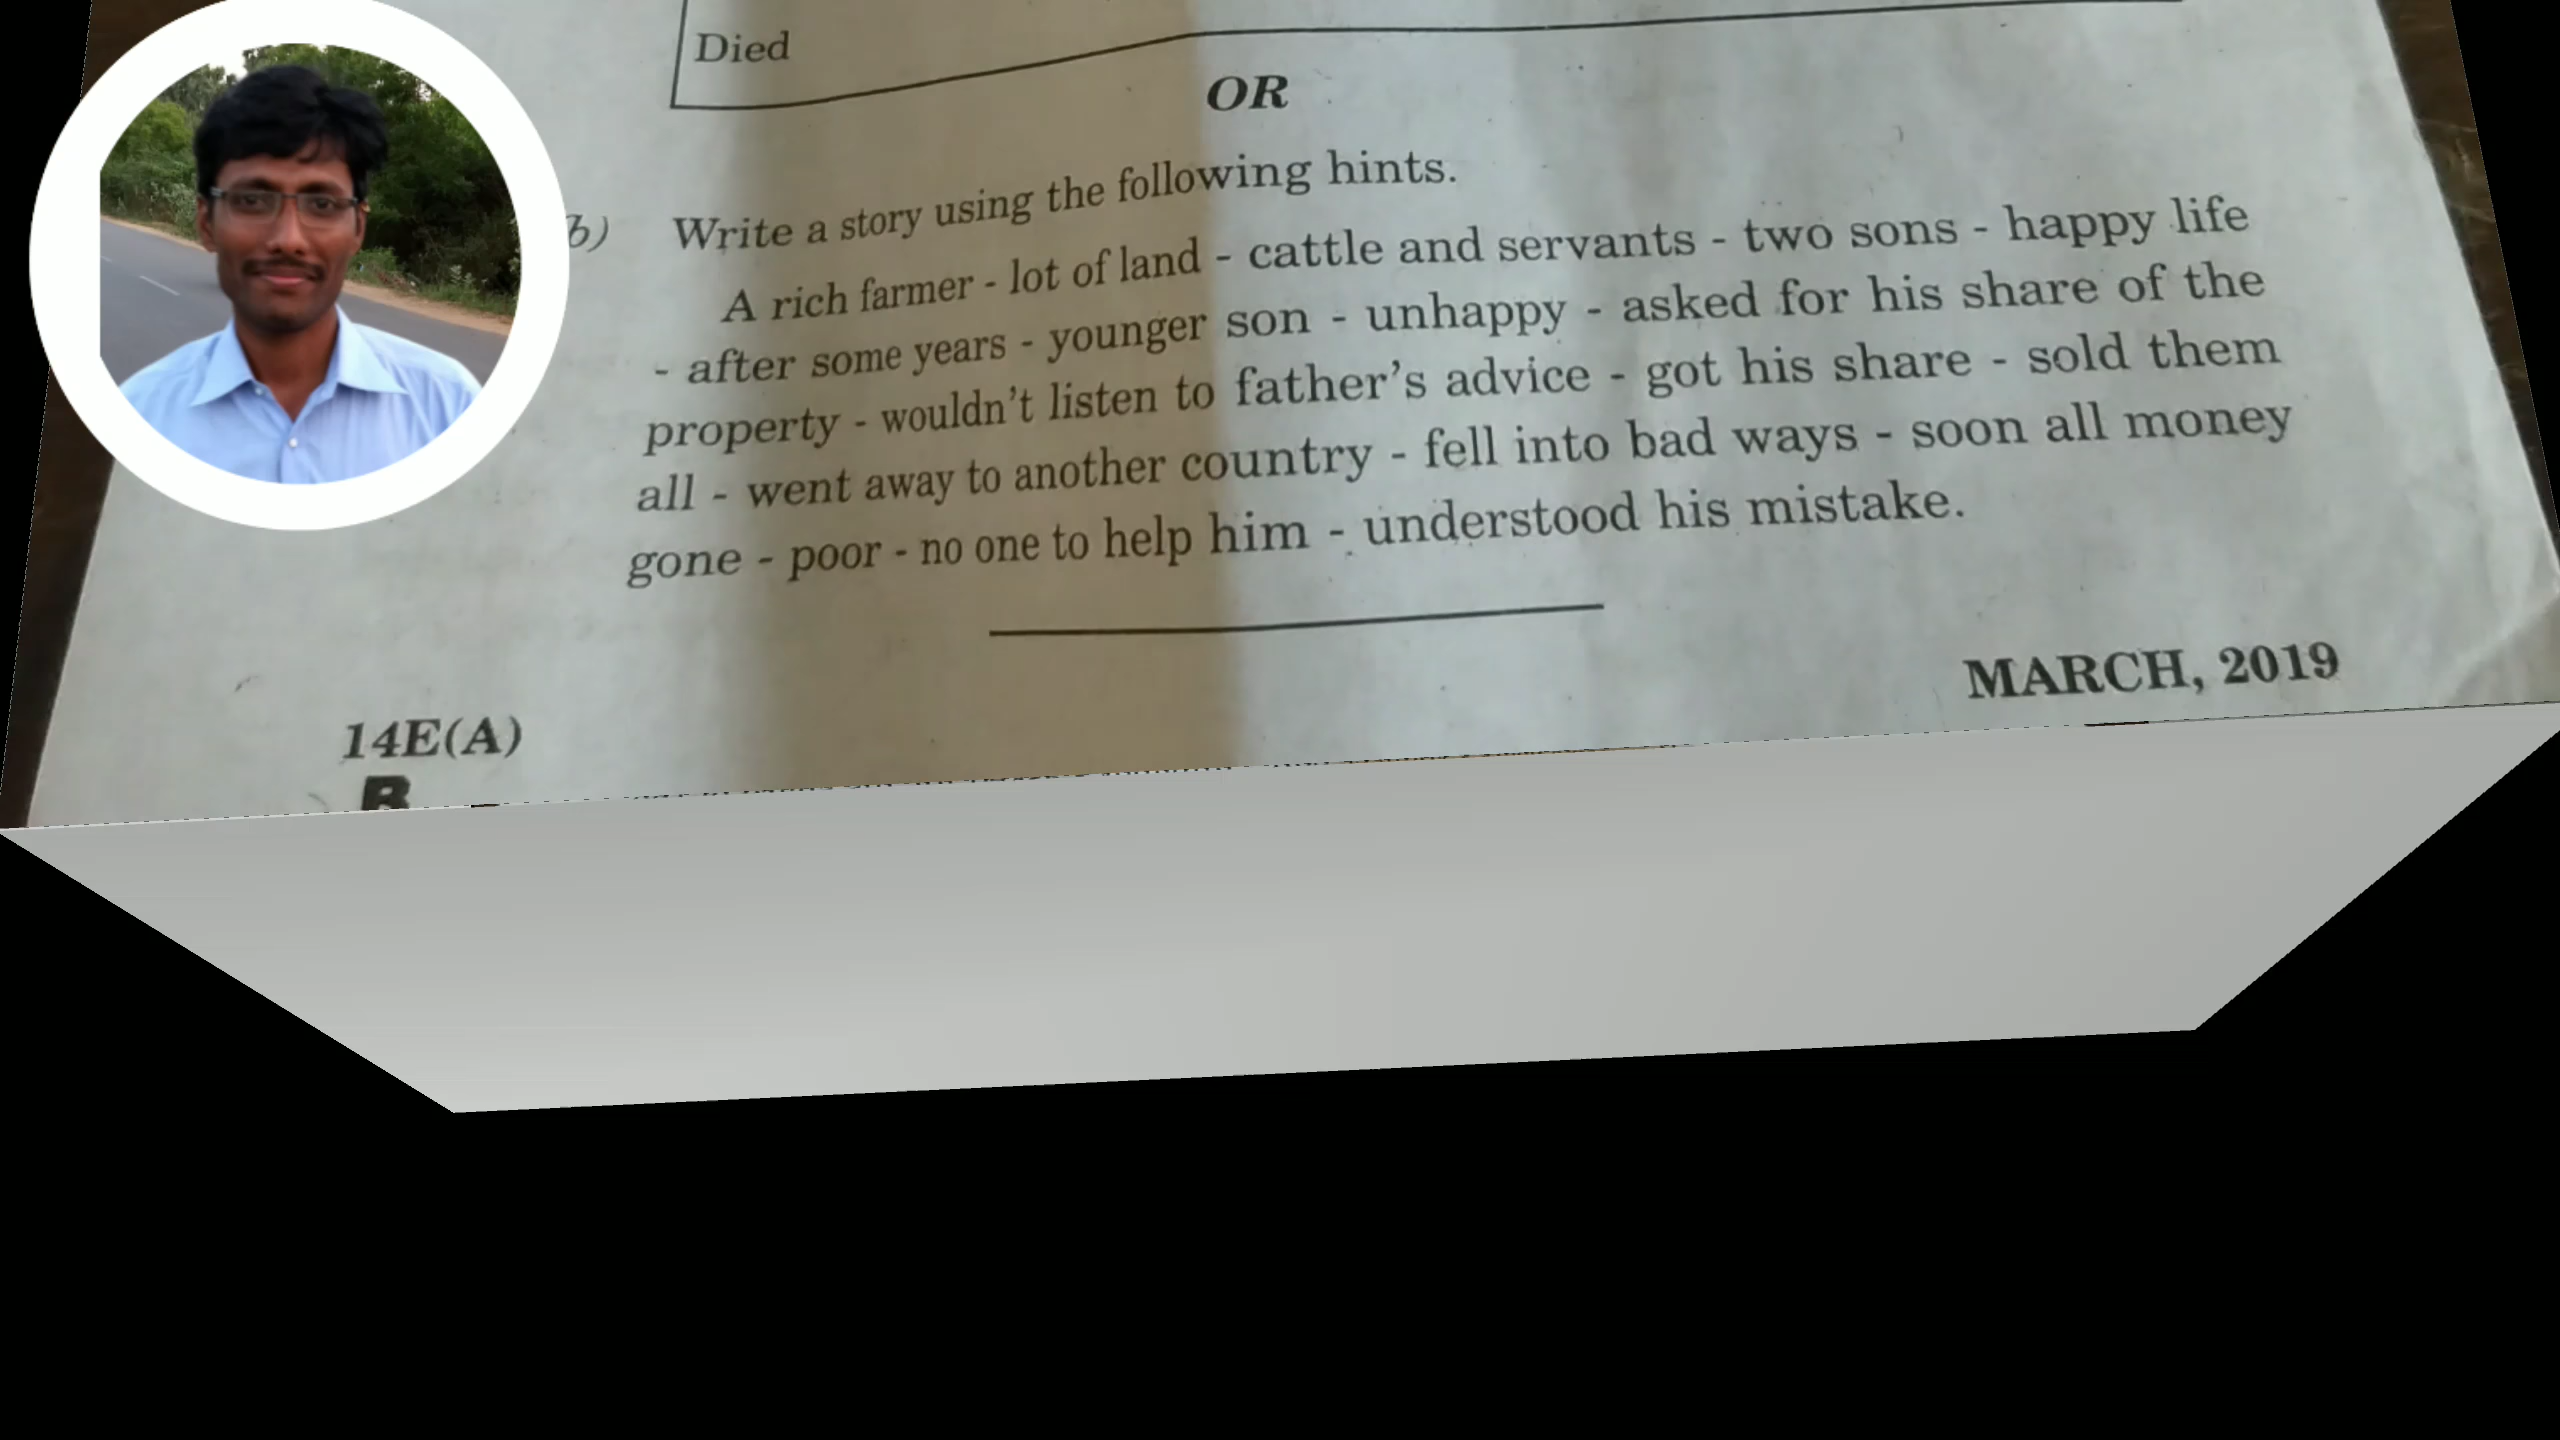 Died
OR
b) Write a story using the following hints.
A rich farmer - lot of land - cattle and servants - two sons - happy life
- after some years - younger son - unhappy - asked for his share of the
property - wouldn't listen to father's advice - got his share - sold them
all - went away to another country - fell into bad ways - soon all money
gone - poor - no one to help him - understood his mistake.
MARCH, 2019
14E(A)
B